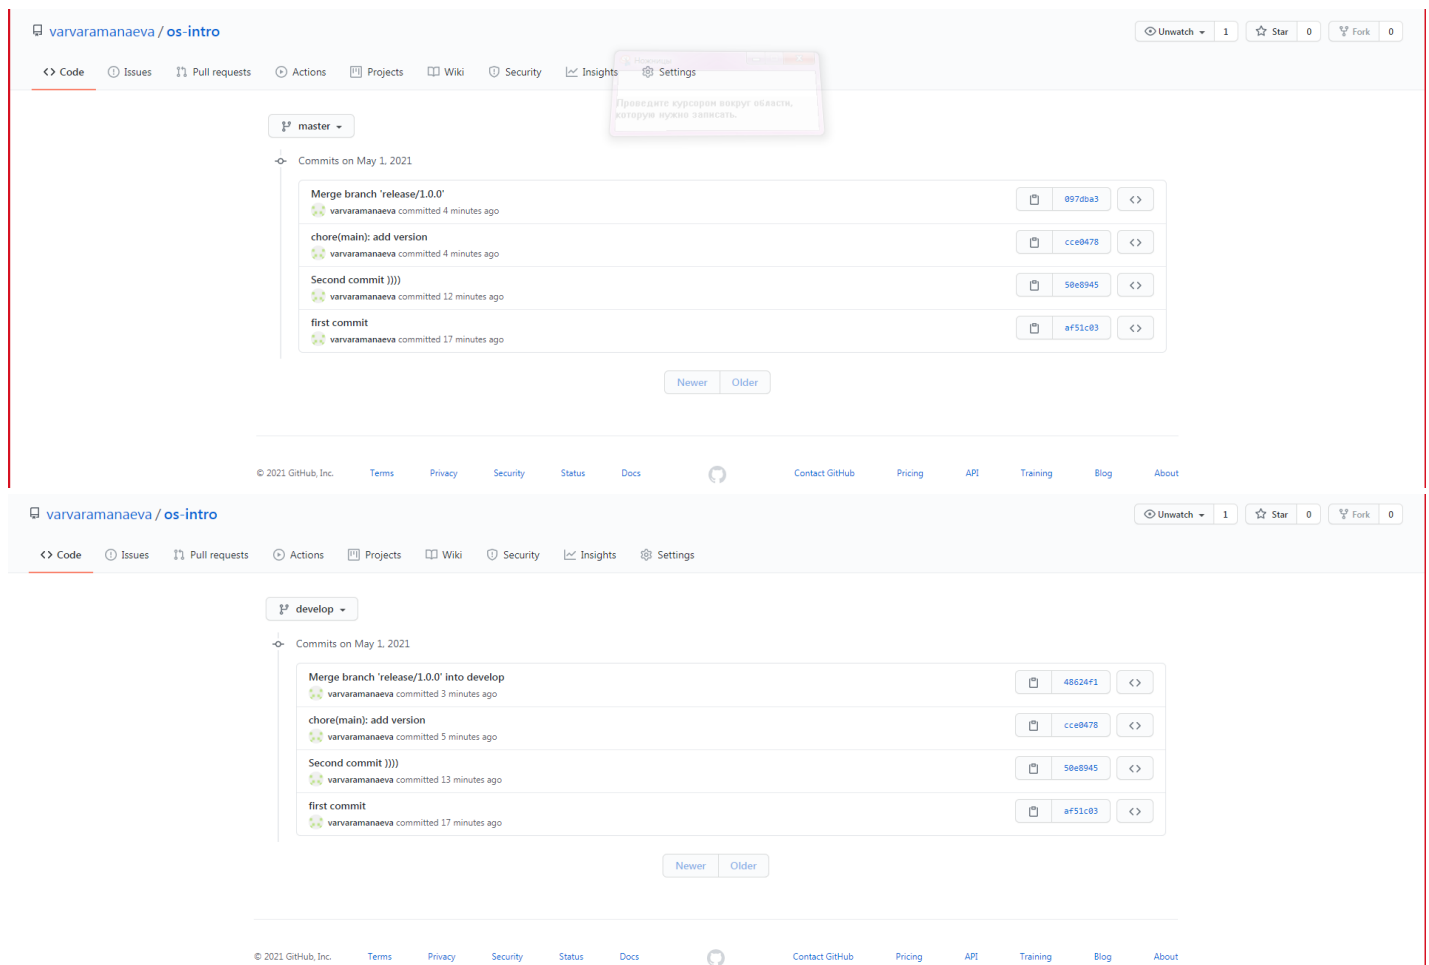 varvaramanaeva / os-intro
Unwatch 1 Star 0 Fork 0
Code Issues Pull requests Actions Projects Wiki Security Insights Settings
Проведите курсором вокруг области,
которую нужно записать.
master
Commits on May 1, 2021
Merge branch 'release/1.0.0'
varvaramanaeva committed 4 minutes ago
097dba3
chore(main): add version
varvaramanaeva committed 4 minutes ago
cce0478
Second commit ))))
varvaramanaeva committed 12 minutes ago
50e8945
first commit
varvaramanaeva committed 17 minutes ago
af51c03
Newer Older
© 2021 GitHub, Inc. Terms Privacy Security Status Docs Contact GitHub Pricing API Training Blog About
varvaramanaeva / os-intro
Unwatch 1 Star 0 Fork 0
Code Issues Pull requests Actions Projects Wiki Security Insights Settings
develop
Commits on May 1, 2021
Merge branch 'release/1.0.0' into develop
varvaramanaeva committed 3 minutes ago
48624f1
chore(main): add version
varvaramanaeva committed 5 minutes ago
cce0478
Second commit ))))
varvaramanaeva committed 13 minutes ago
50e8945
first commit
varvaramanaeva committed 17 minutes ago
af51c03
Newer Older
© 2021 GitHub, Inc. Terms Privacy Security Status Docs Contact GitHub Pricing API Training Blog About